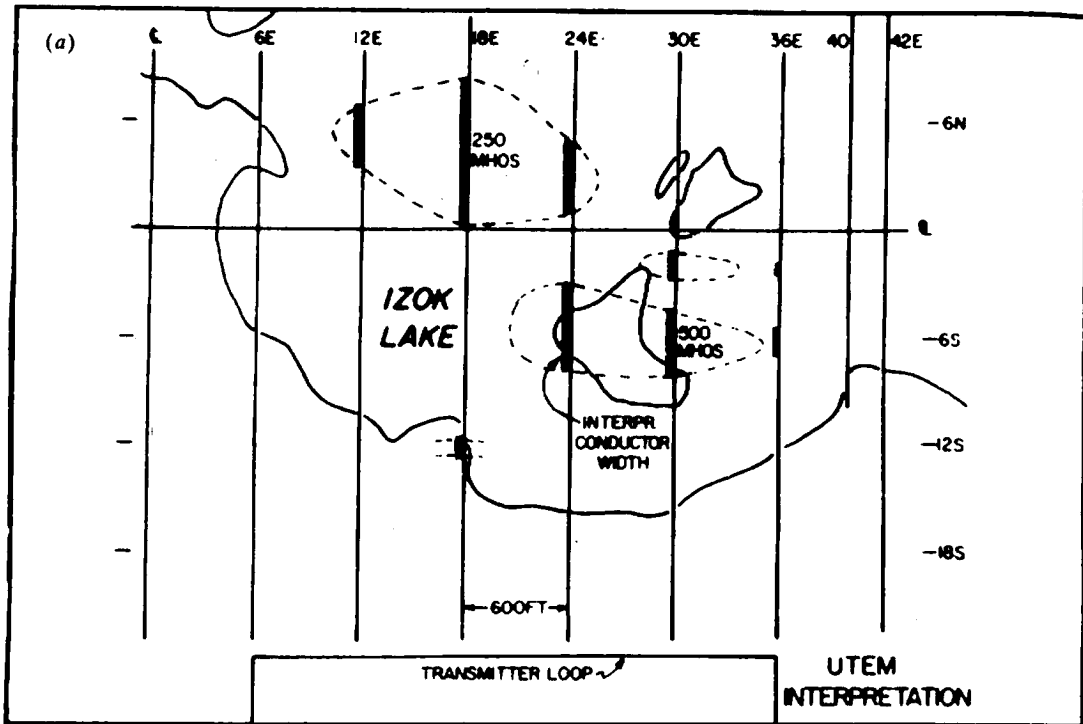 (a)
℄ 6E 12E 18E 24E 30E 36E 40 42E
250
MHOS
-6N
℄
IZOK
LAKE
500
MHOS
-6S
INTERPR
CONDUCTOR
WIDTH
-12S
-18S
600FT
TRANSMITTER LOOP
UTEM
INTERPRETATION